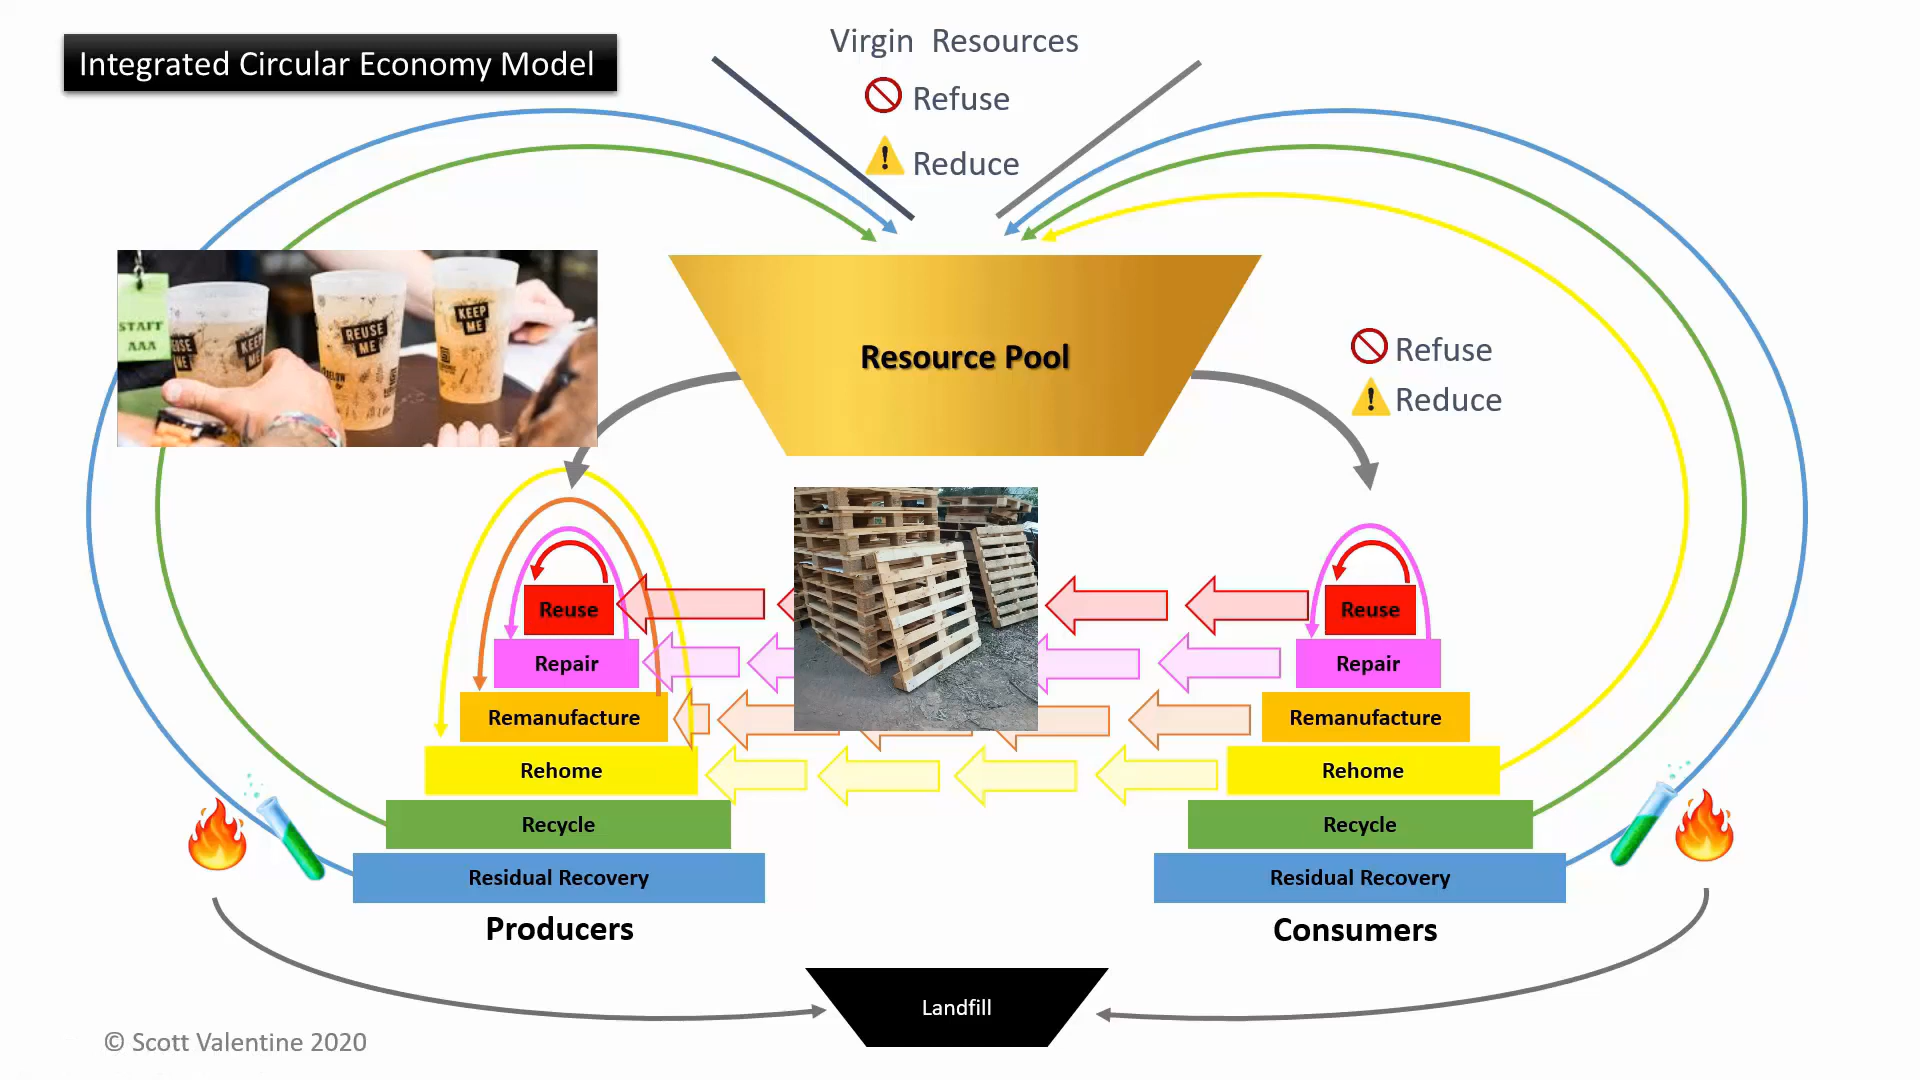 Integrated Circular Economy Model
Virgin Resources
Refuse
Reduce
STAFF
AAA
KEEP
ME
REUSE
ME
KEEP
ME
Resource Pool
Refuse
Reduce
Reuse
Repair
Remanufacture
Rehome
Recycle
Residual Recovery
Producers
Reuse
Repair
Remanufacture
Rehome
Recycle
Residual Recovery
Consumers
Landfill
© Scott Valentine 2020